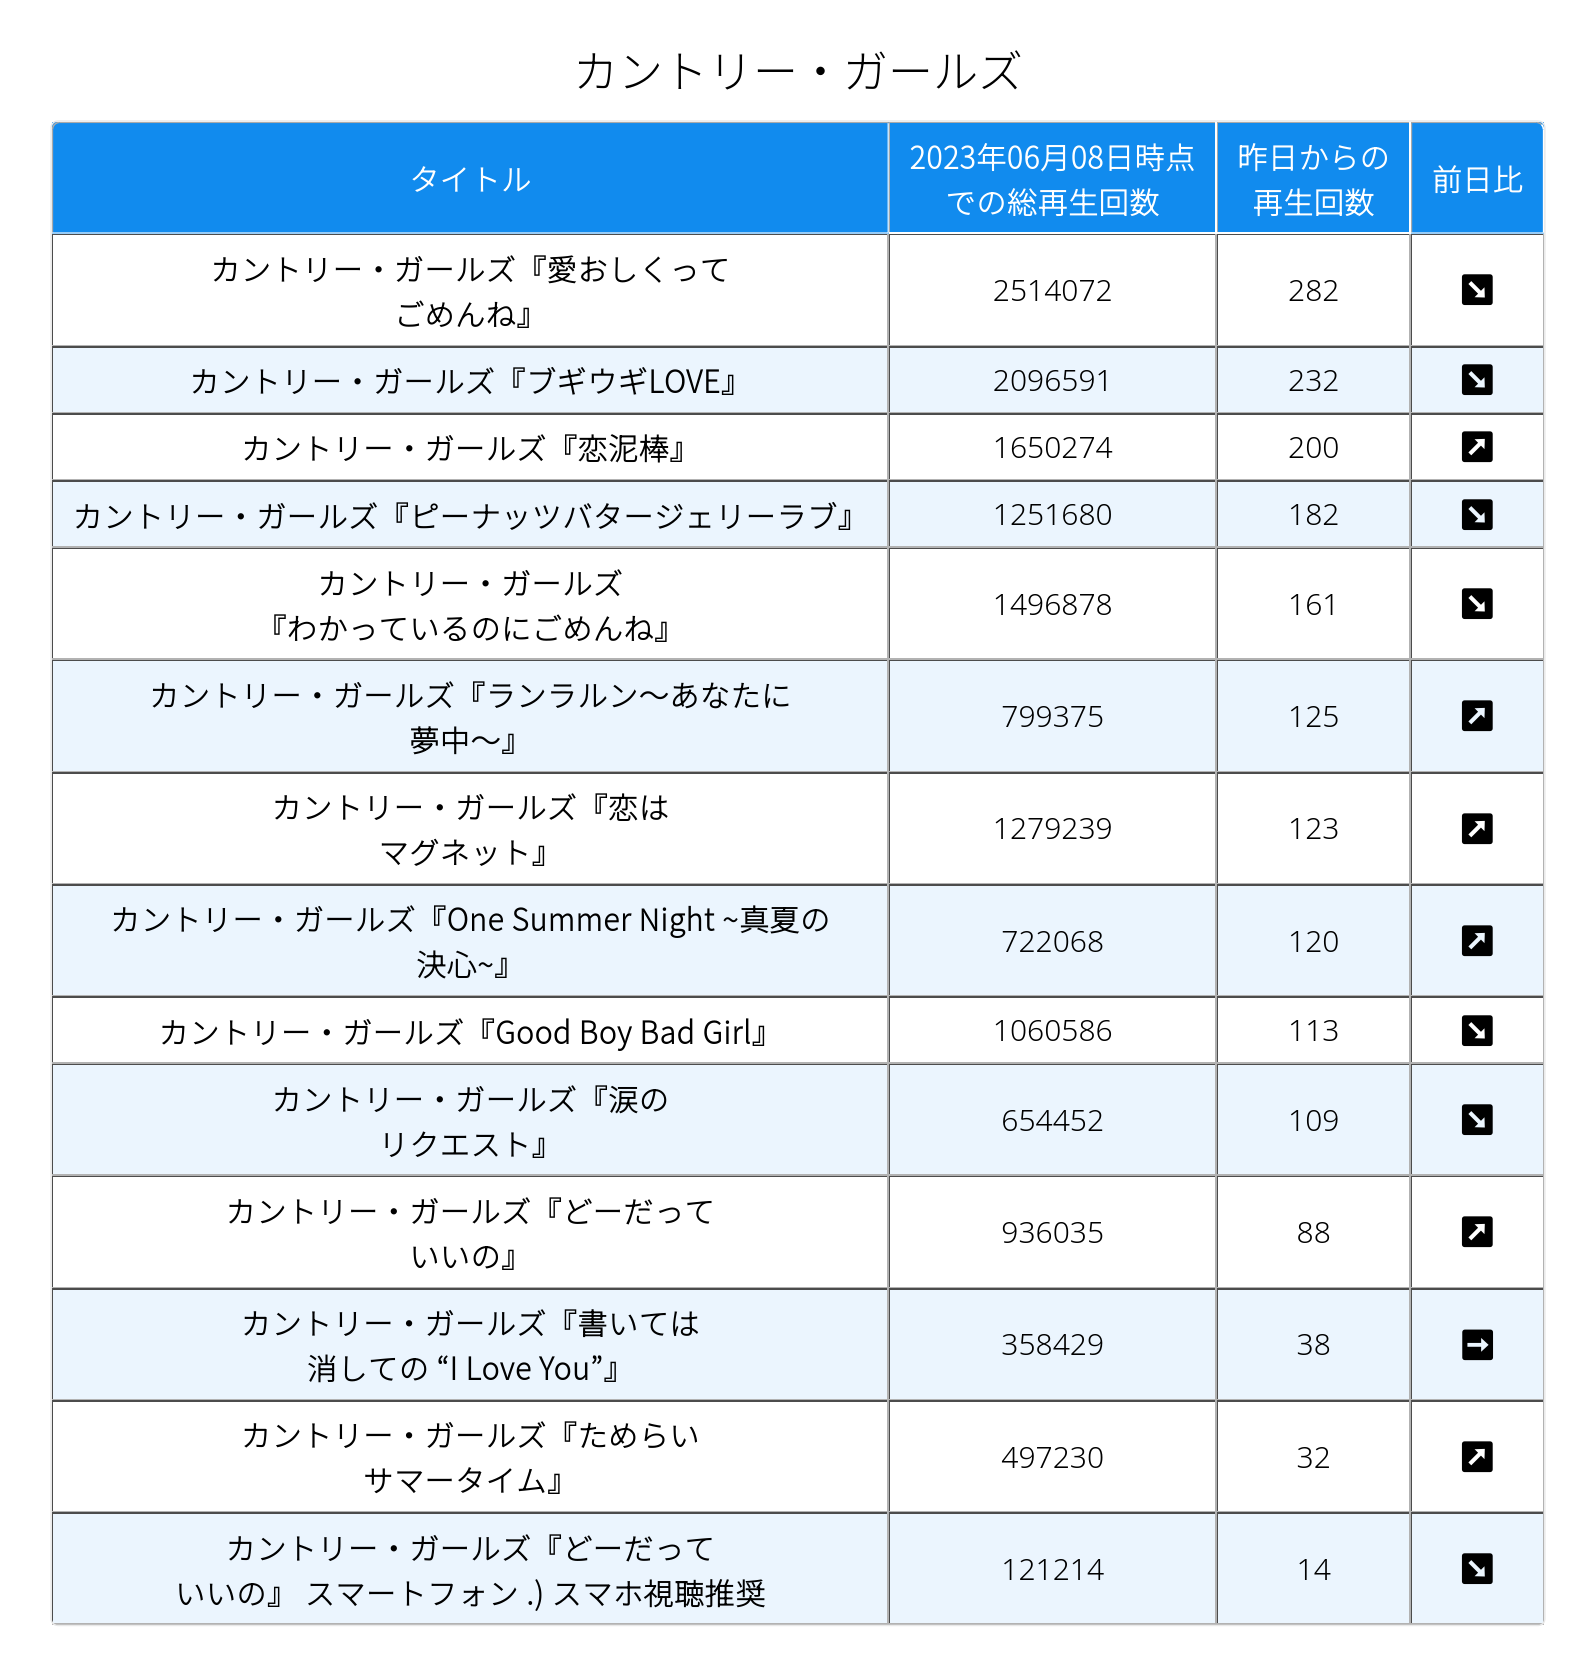 カントリー・ガールズ
タイトル
2023年06月08日時点
での総再生回数
昨日からの
再生回数
前日比
カントリー・ガールズ『愛おしくって
ごめんね』
2514072
282
カントリー・ガールズ『ブギウギLOVE』
2096591
232
カントリー・ガールズ『恋泥棒』
1650274
200
カントリー・ガールズ『ピーナッツバタージェリーラブ』
1251680
182
カントリー・ガールズ
『わかっているのにごめんね』
1496878
161
カントリー・ガールズ『ランラルン〜あなたに
夢中〜』
799375
125
カントリー・ガールズ『恋は
マグネット』
1279239
123
カントリー・ガールズ『One Summer Night ~真夏の
決心~』
722068
120
カントリー・ガールズ『Good Boy Bad Girl』
1060586
113
カントリー・ガールズ『涙の
リクエスト』
654452
109
カントリー・ガールズ『どーだって
いいの』
936035
88
カントリー・ガールズ『書いては
消しての “I Love You”』
358429
38
カントリー・ガールズ『ためらい
サマータイム』
497230
32
カントリー・ガールズ『どーだって
いいの』 スマートフォン .) スマホ視聴推奨
121214
14